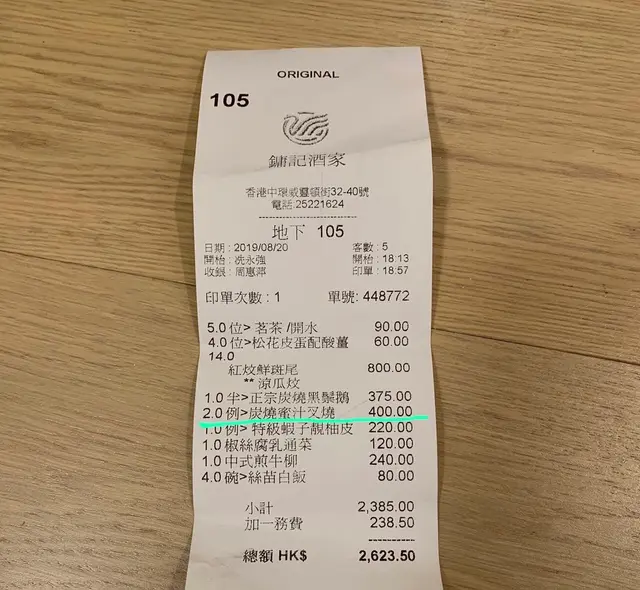 ORIGINAL
105
鏞記酒家
香港中環威靈頓街32-40號
電話:25221624
地下 105
日期 : 2019/08/20 客數 : 5
開枱 : 冼永強 開枱 : 18:13
收銀 : 周惠萍 印單 : 18:57
印單次數 : 1 單號: 448772
5.0 位> 茗茶 /開水 90.00
4.0 位>松花皮蛋配酸薑 60.00
14.0
紅炆鮮斑尾 800.00
** 涼瓜炆
1.0 半>正宗炭燒黑鬃鵝 375.00
2.0 例>炭燒蜜汁叉燒 400.00
1.0 例> 特級蝦子靚柚皮 220.00
1.0 椒絲腐乳通菜 120.00
1.0 中式煎牛柳 240.00
4.0 碗>絲苗白飯 80.00
小計 2,385.00
加一務費 238.50
總額 HK$ 2,623.50